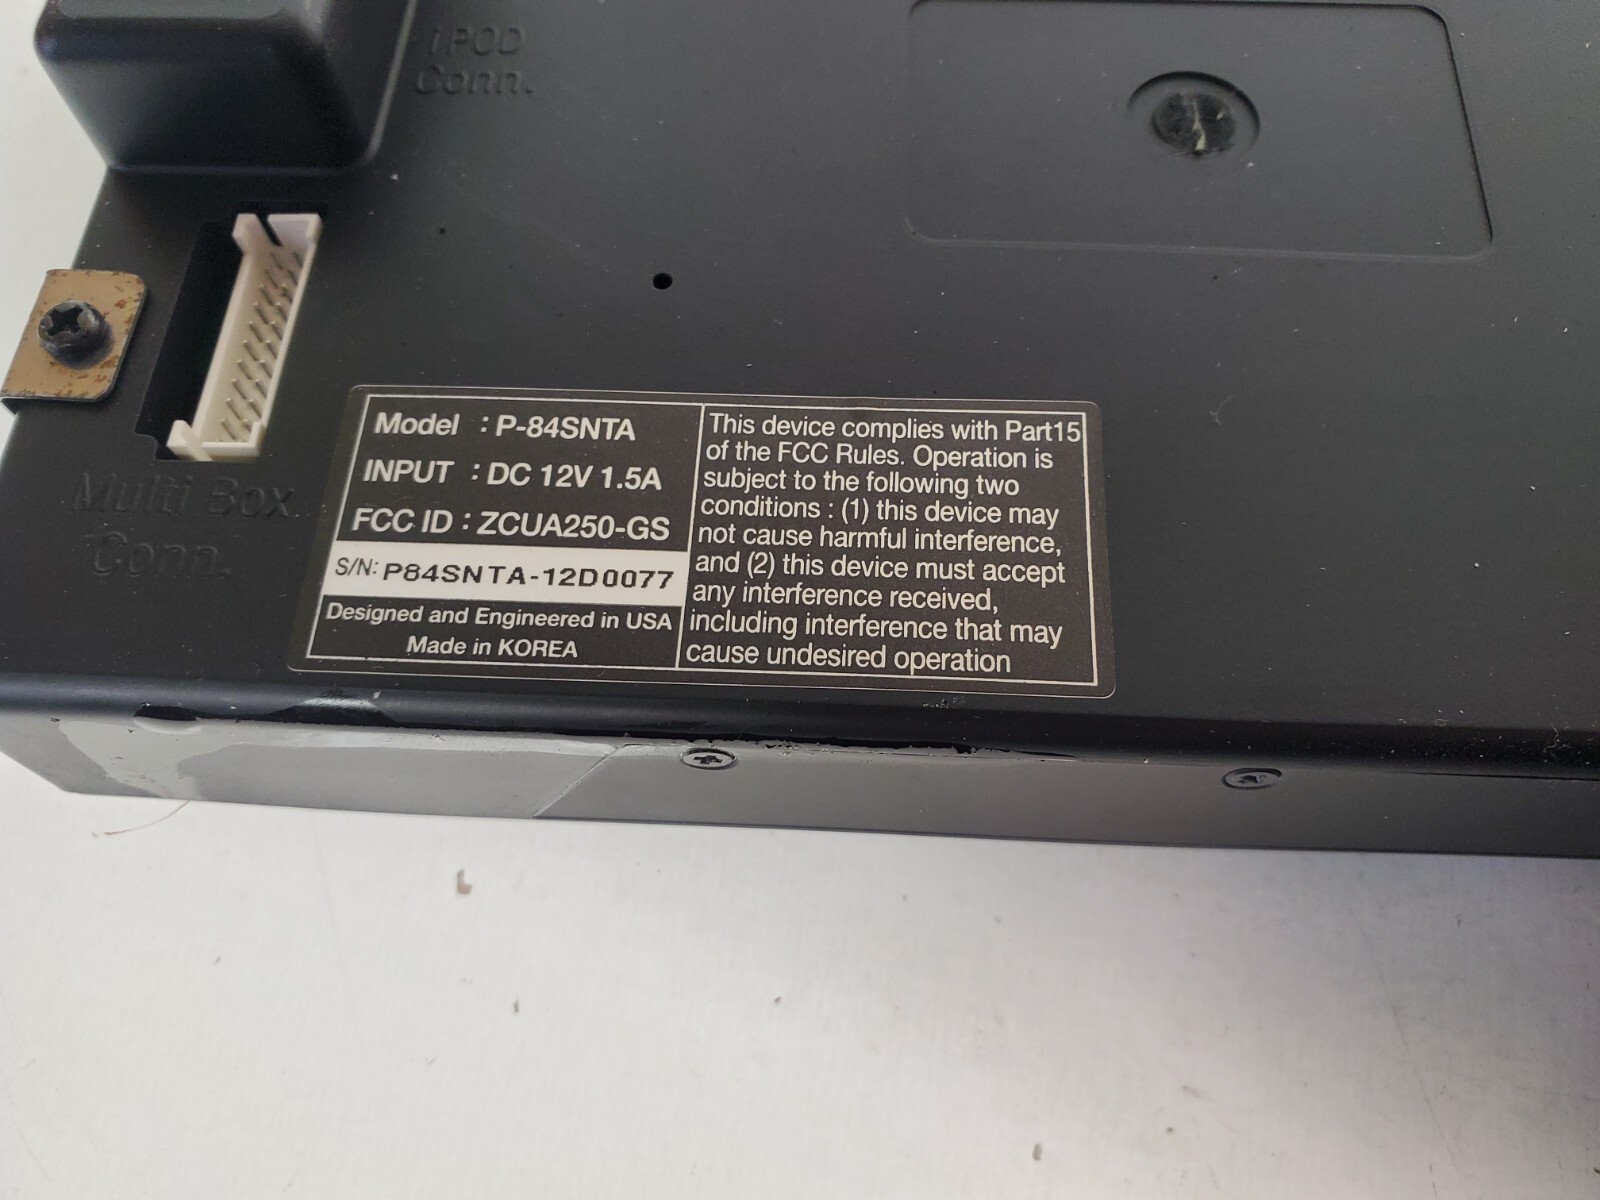 iPOD
Conn.
Multi Box
Conn.
Model : P-84SNTA
INPUT : DC 12V 1.5A
FCC ID : ZCUA250-GS
S/N: P84SNTA-12D0077
Designed and Engineered in USA
Made in KOREA
This device complies with Part15
of the FCC Rules. Operation is
subject to the following two
conditions : (1) this device may
not cause harmful interference,
and (2) this device must accept
any interference received,
including interference that may
cause undesired operation